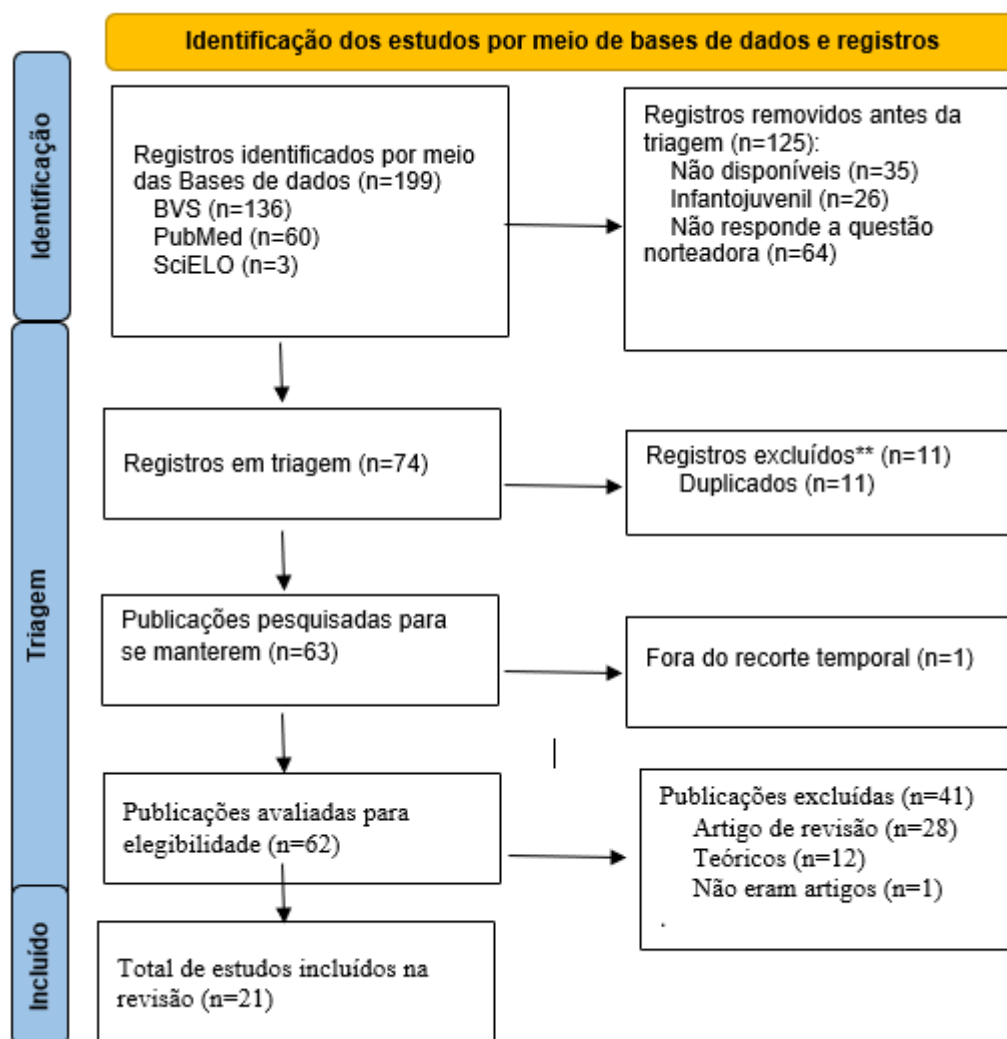 Identificação dos estudos por meio de bases de dados e registros
Identificação
Registros identificados por meio
das Bases de dados (n=199)
BVS (n=136)
PubMed (n=60)
SciELO (n=3)
Registros removidos antes da
triagem (n=125):
Não disponíveis (n=35)
Infantojuvenil (n=26)
Não responde a questão
norteadora (n=64)
Triagem
Registros em triagem (n=74)
Registros excluídos** (n=11)
Duplicados (n=11)
Publicações pesquisadas para
se manterem (n=63)
Fora do recorte temporal (n=1)
Publicações avaliadas para
elegibilidade (n=62)
Publicações excluídas (n=41)
Artigo de revisão (n=28)
Teóricos (n=12)
Não eram artigos (n=1)
.
Incluído
Total de estudos incluídos na
revisão (n=21)